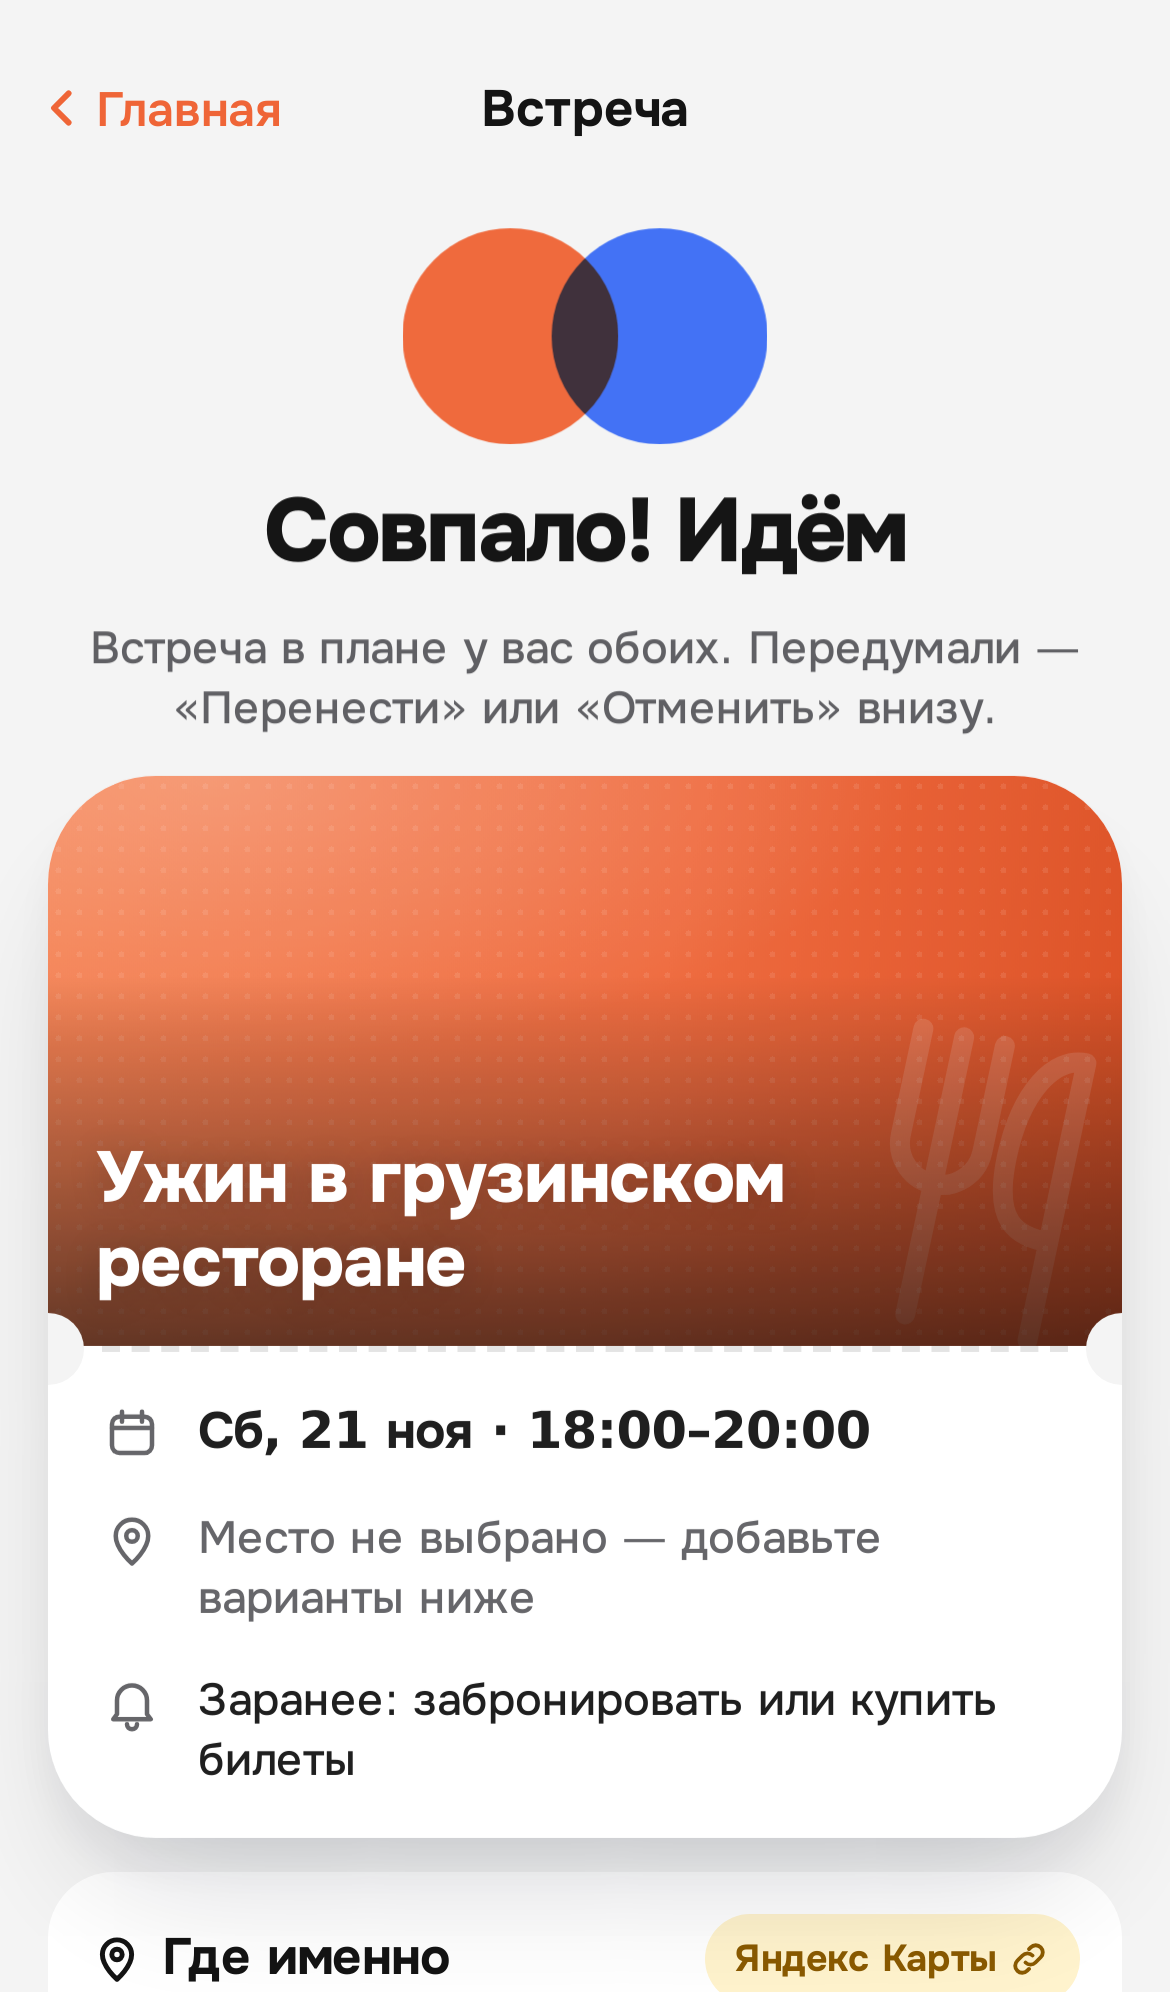 Главная
Встреча
Совпало! Идём
Встреча в плане у вас обоих. Передумали —
«Перенести» или «Отменить» внизу.
Ужин в грузинском
ресторане
Сб, 21 ноя · 18:00–20:00
Место не выбрано — добавьте
варианты ниже
Заранее: забронировать или купить
билеты
Где именно
Яндекс Карты